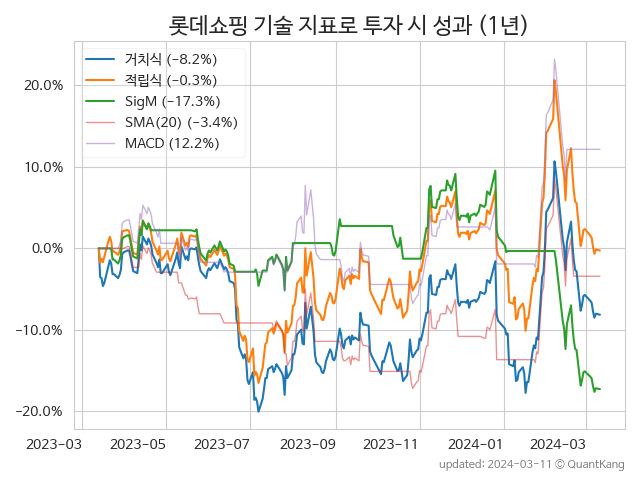 롯데쇼핑 기술 지표로 투자 시 성과 (1년)
거치식 (−8.2%)
적립식 (−0.3%)
SigM (−17.3%)
SMA(20) (−3.4%)
MACD (12.2%)
20.0%
10.0%
0.0%
−10.0%
−20.0%
2023-03 2023-05 2023-07 2023-09 2023-11 2024-01 2024-03
updated: 2024-03-11 © QuantKang